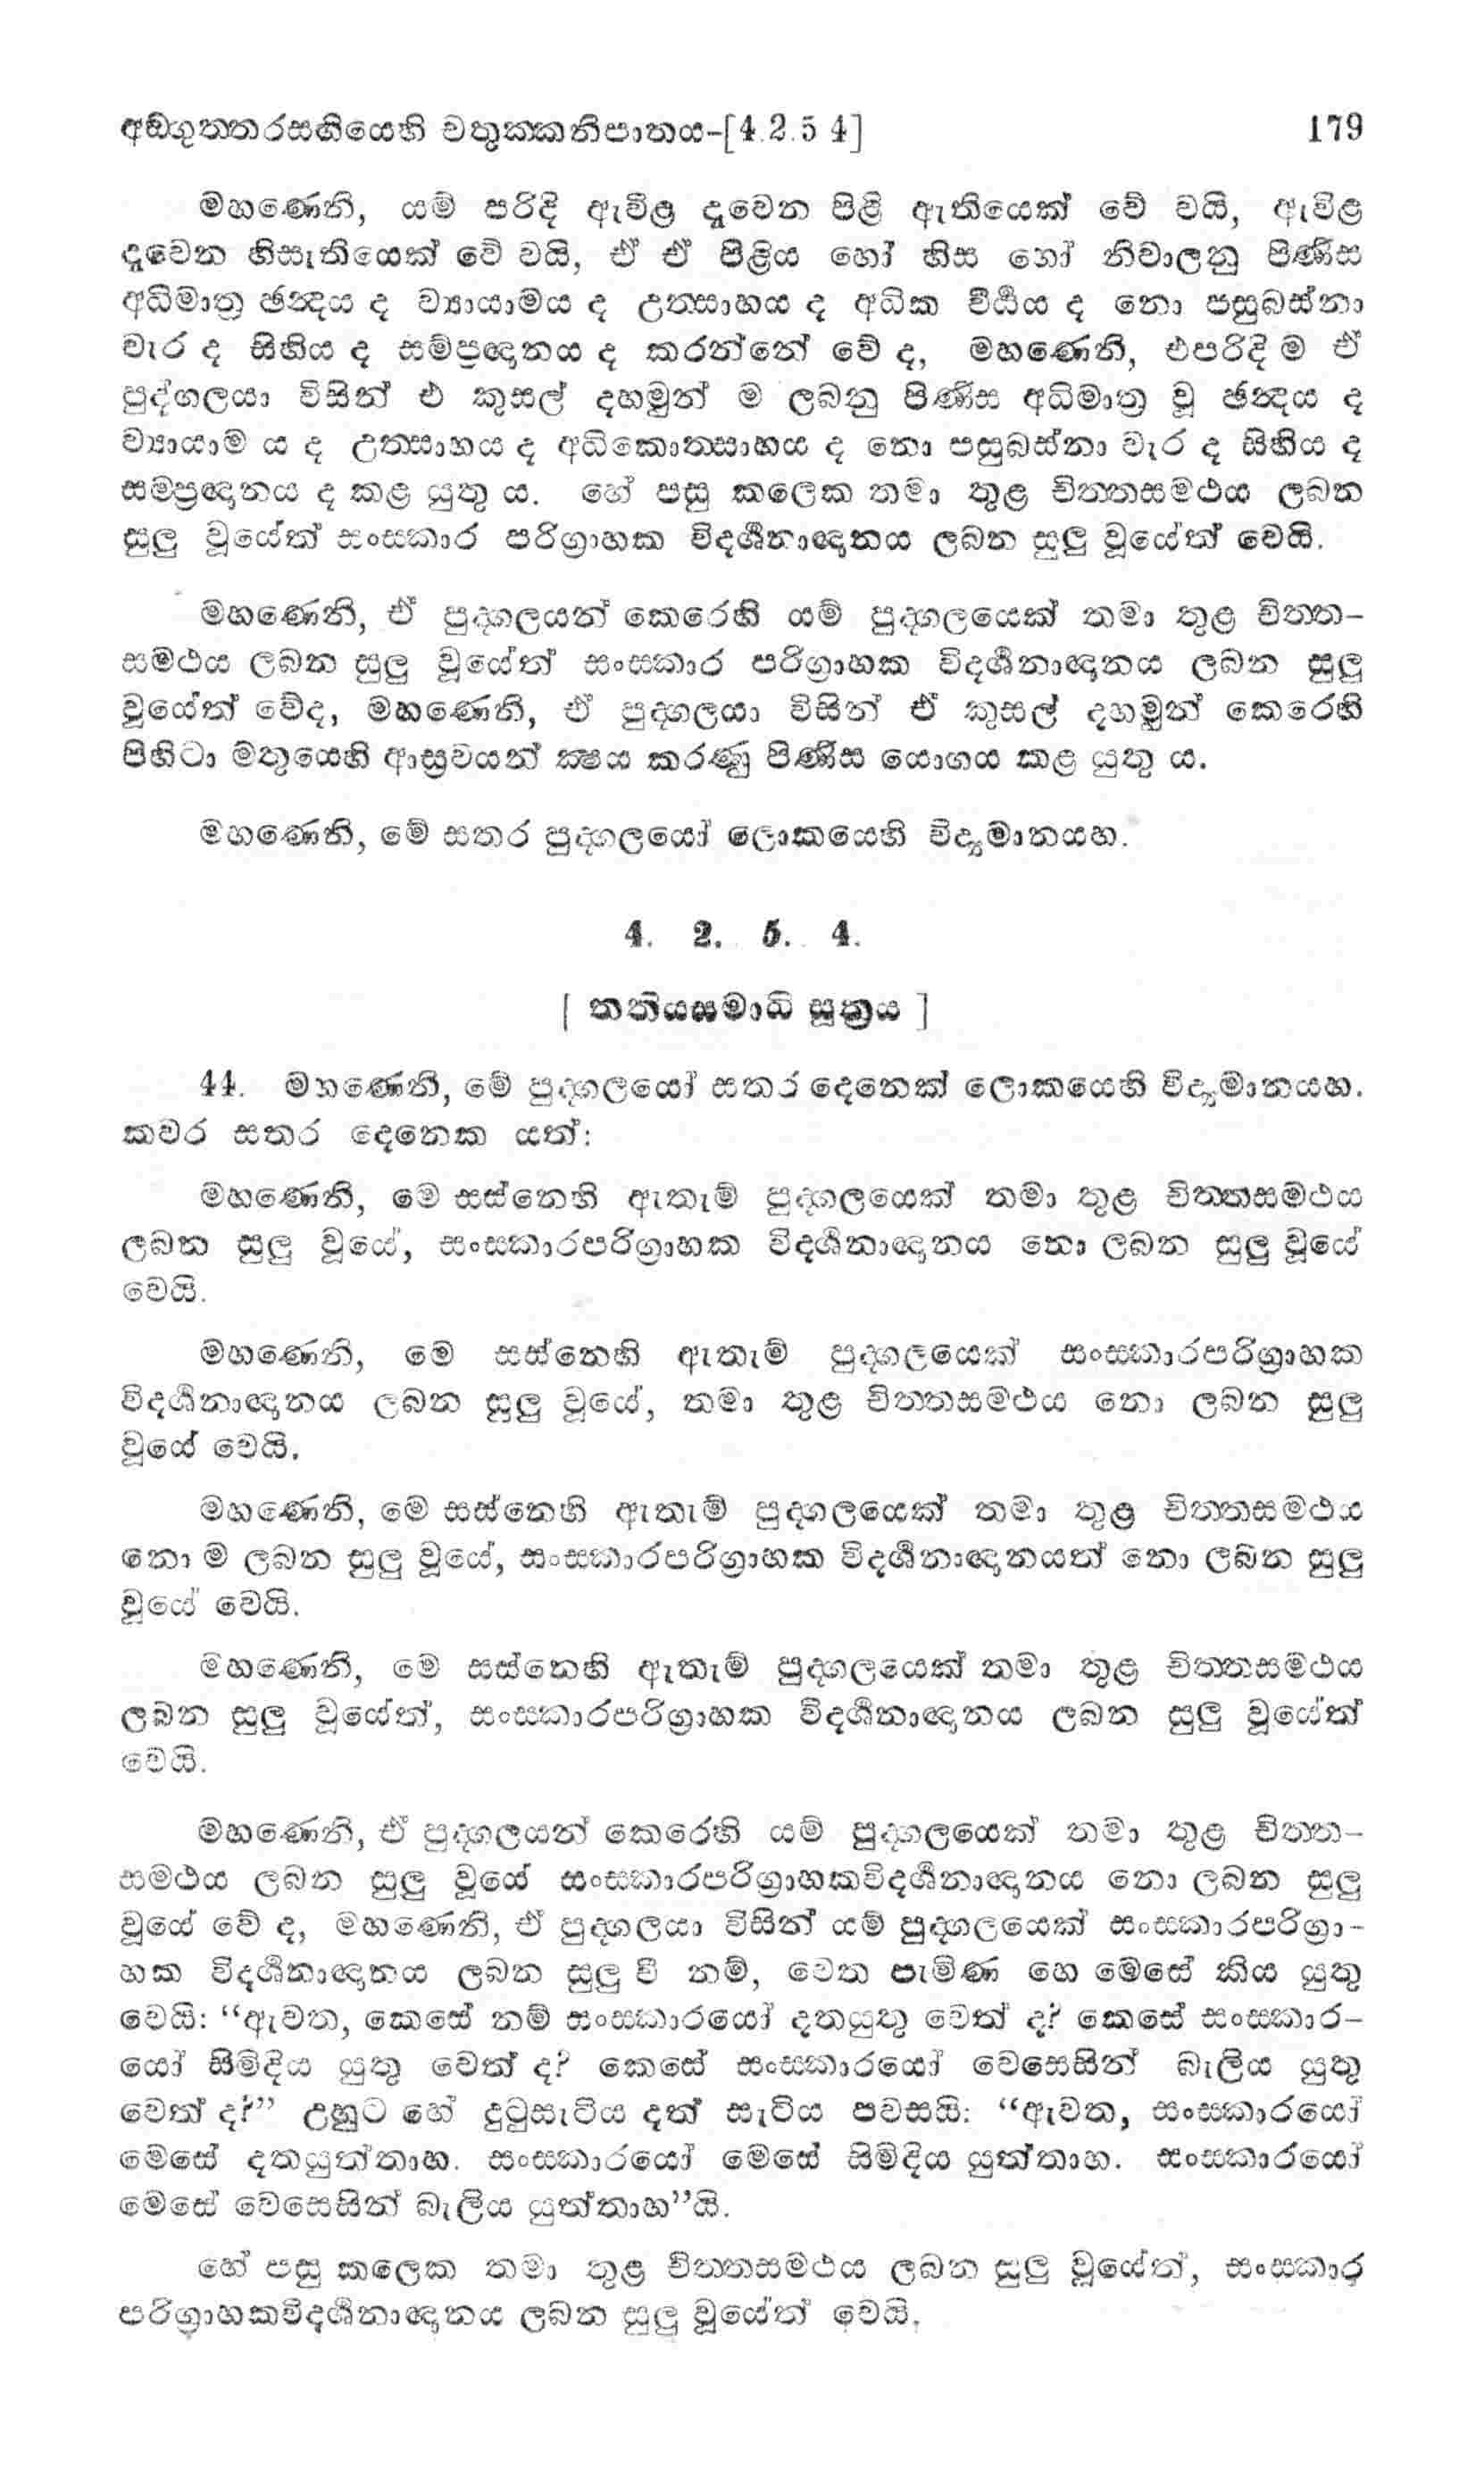 අඞගුත‍්තරසඟියෙහි චතුක‍්කනිපාතය-[4.2.5 4] 179
මහණෙනි, යම් පරිදි ඇවිළ දැවෙන පිළි ඇතියෙක් වේ වයි, ඇවිළ
දැවෙන හිසැතියෙක් වේ වයි, ඒ ඒ පිළිය හෝ හිස හෝ නිවාලනු පිණිස
අධිමාත්‍ර ඡන්‍දය ද ව්‍යායාමය ද උත්‍සාහය ද අධික වීර්‍ය්‍යය ද නො පසුබස්නා
වැර ද සිහිය ද සම්ප්‍රඥානය ද කරන්නේ වේ ද, මහණෙනි, එපරිදි ම ඒ
පුද්ගලයා විසින් එ කුසල් දහමුන් ම ලබනු පිණිස අධිමාත්‍ර වූ ඡන්‍දය ද
ව්‍යායාම ය ද උත්‍සාහය ද අධිකොත්‍සාහය ද නො පසුබස්නා වැර ද සිහිය ද
සම්ප්‍රඥානය ද කළ යුතු ය. හේ පසු කලෙක තමා තුළ චිත‍්තසමථය ලබන
සුලු වූයේත් සංස්කාර පරිග්‍රාහක විදර්‍ශනාඥානය ලබන සුලු වූයේත් වෙයි.
මහණෙනි, ඒ පුද්ගලයන් කෙරෙහි යම් පුද්ගලයෙක් තමා තුළ චිත‍්ත-
සමථය ලබන සුලු වූයේත් සංස්කාර පරිග්‍රාහක විදර්‍ශනාඥානය ලබන සුලු
වූයේත් වේද, මහණෙනි, ඒ පුද්ගලයා විසින් ඒ කුසල් දහමුන් කෙරෙහි
පිහිටා මතුයෙහි ආස්‍රවයන් ක්‍ෂය කරණු පිණිස යොගය කළ යුතු ය.
මහණෙනි, මේ සතර පුද්ගලයෝ ලොකයෙහි විද්‍යමානයහ.
4. 2. 5. 4.
[ තතියසමාධි සූත්‍රය ]
44. මහණෙනි, මේ පුද්ගලයෝ සතර දෙනෙක් ලොකයෙහි විද්‍යමානයහ.
කවර සතර දෙනෙක යත්:
මහණෙනි, මෙ සස්නෙහි ඇතැම් පුද්ගලයෙක් තමා තුළ චිත‍්තසමථය
ලබන සුලු වූයේ, සංස්කාරපරිග්‍රාහක විදර්‍ශනාඥානය නො ලබන සුලු වූයේ
වෙයි.
මහණෙනි, මෙ සස්නෙහි ඇතැම් පුද්ගලයෙක් සංස්කාරපරිග්‍රාහක
විදර්‍ශනාඥානය ලබන සුලු වූයේ, තමා තුළ චිත‍්තසමථය නො ලබන සුලු
වූයේ වෙයි.
මහණෙනි, මෙ සස්නෙහි ඇතැම් පුද්ගලයෙක් තමා තුළ චිත‍්තසමථය
නො ම ලබන සුලු වූයේ, සංස්කාරපරිග්‍රාහක විදර්‍ශනාඥානයත් නො ලබන සුලු
වූයේ වෙයි.
මහණෙනි, මෙ සස්නෙහි ඇතැම් පුද්ගලයෙක් තමා තුළ චිත‍්තසමථය
ලබන සුලු වූයේත්, සංස්කාරපරිග්‍රාහක විදර්‍ශනාඥානය ලබන සුලු වූයේත්
වෙයි.
මහණෙනි, ඒ පුද්ගලයන් කෙරෙහි යම් පුද්ගලයෙක් තමා තුළ චිත‍්ත-
සමථය ලබන සුලු වූයේ සංස්කාරපරිග්‍රාහකවිදර්‍ශනාඥානය නො ලබන සුලු
වූයේ වේ ද, මහණෙනි, ඒ පුද්ගලයා විසින් යම් පුද්ගලයෙක් සංස්කාරපරිග්‍රා-
හක විදර්‍ශනාඥානය ලබන සුලු වී නම්, වෙත පැමිණ හෙ මෙසේ කිය යුතු
වෙයි: “ඇවත, කෙසේ නම් සංස්කාරයෝ දතයුතු වෙත් ද? කෙසේ සංස්කාර-
යෝ සිම්දිය යුතු වෙත් ද? කෙසේ සංස්කාරයෝ වෙසෙසින් බැලිය යුතු
වෙත් ද?” උහුට හේ දුටුසැටිය දත් සැටිය පවසයි: “ඇවත, සංස්කාරයෝ
මෙසේ දතයුත්තාහ. සංස්කාරයෝ මෙසේ සිම්දිය යුත්තාහ. සංස්කාරයෝ
මෙසේ වෙසෙසින් බැලිය යුත්තාහ”යි.
හේ පසු කලෙක තමා තුළ චිත‍්තසමථය ලබන සුලු වූයේත්, සංස්කාර
පරිග්‍රාහකවිදර්‍ශනාඥානය ලබන සුලු වූයේත් වෙයි.